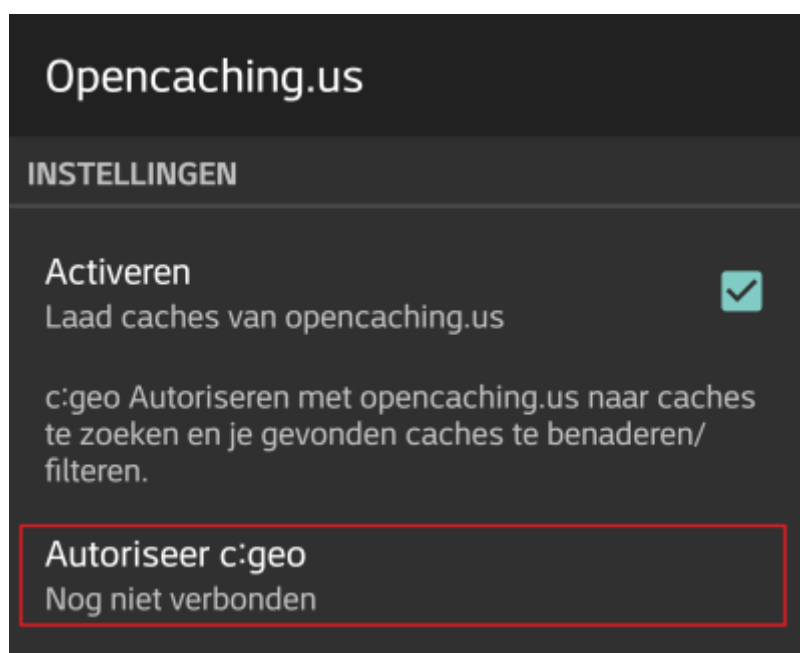 Opencaching.us
INSTELLINGEN
Activeren
Laad caches van opencaching.us
c:geo Autoriseren met opencaching.us naar caches
te zoeken en je gevonden caches te benaderen/
filteren.
Autoriseer c:geo
Nog niet verbonden